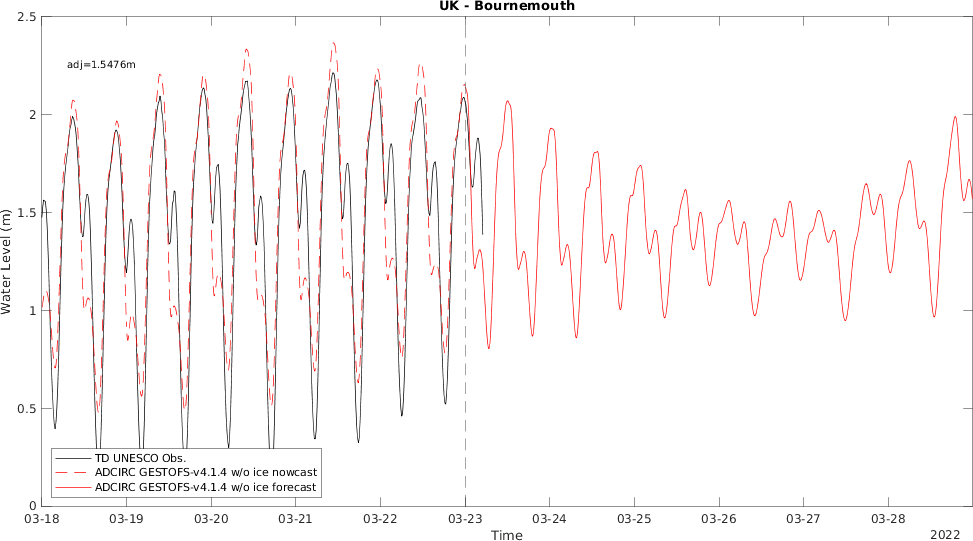 UK - Bournemouth
2.5
adj=1.5476m
2
1.5
Water Level (m)
1
0.5
TD UNESCO Obs.
ADCIRC GESTOFS-v4.1.4 w/o ice nowcast
ADCIRC GESTOFS-v4.1.4 w/o ice forecast
0
03-18 03-19 03-20 03-21 03-22 03-23 03-24 03-25 03-26 03-27 03-28
Time
2022